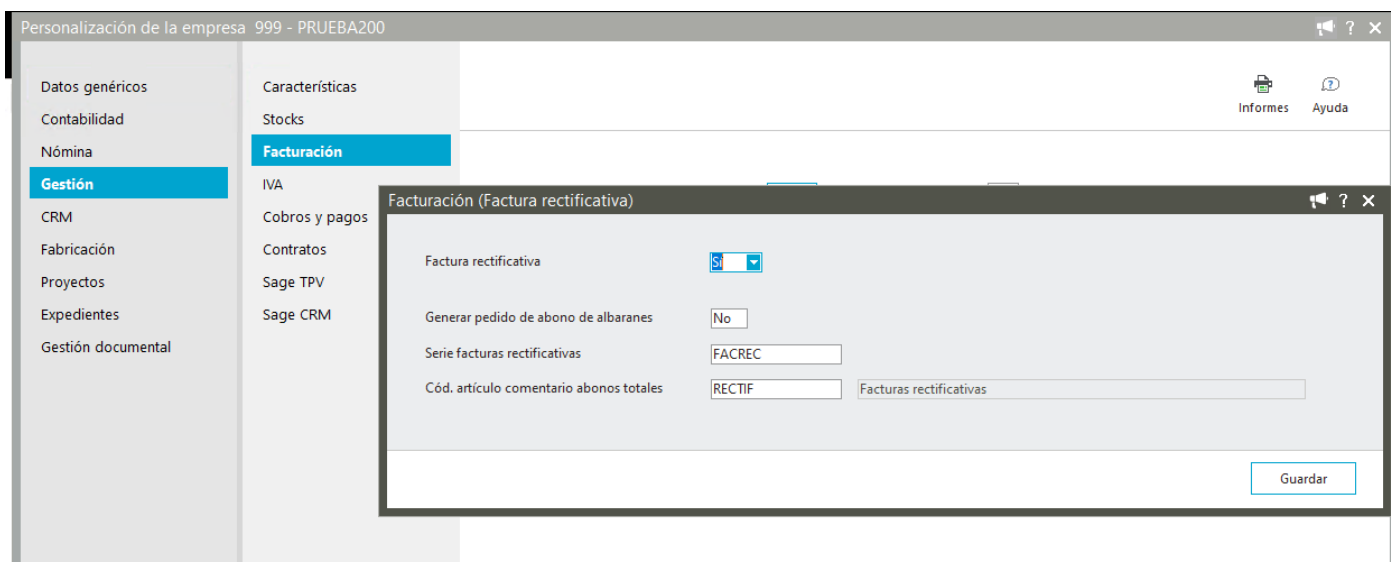 Personalización de la empresa 999 - PRUEBA200
? ×
Informes
Ayuda
Datos genéricos
Contabilidad
Nómina
Gestión
CRM
Fabricación
Proyectos
Expedientes
Gestión documental
Características
Stocks
Facturación
IVA
Cobros y pagos
Contratos
Sage TPV
Sage CRM
Facturación (Factura rectificativa)
? ×
Factura rectificativa Si
Generar pedido de abono de albaranes No
Serie facturas rectificativas FACREC
Cód. artículo comentario abonos totales RECTIF Facturas rectificativas
Guardar